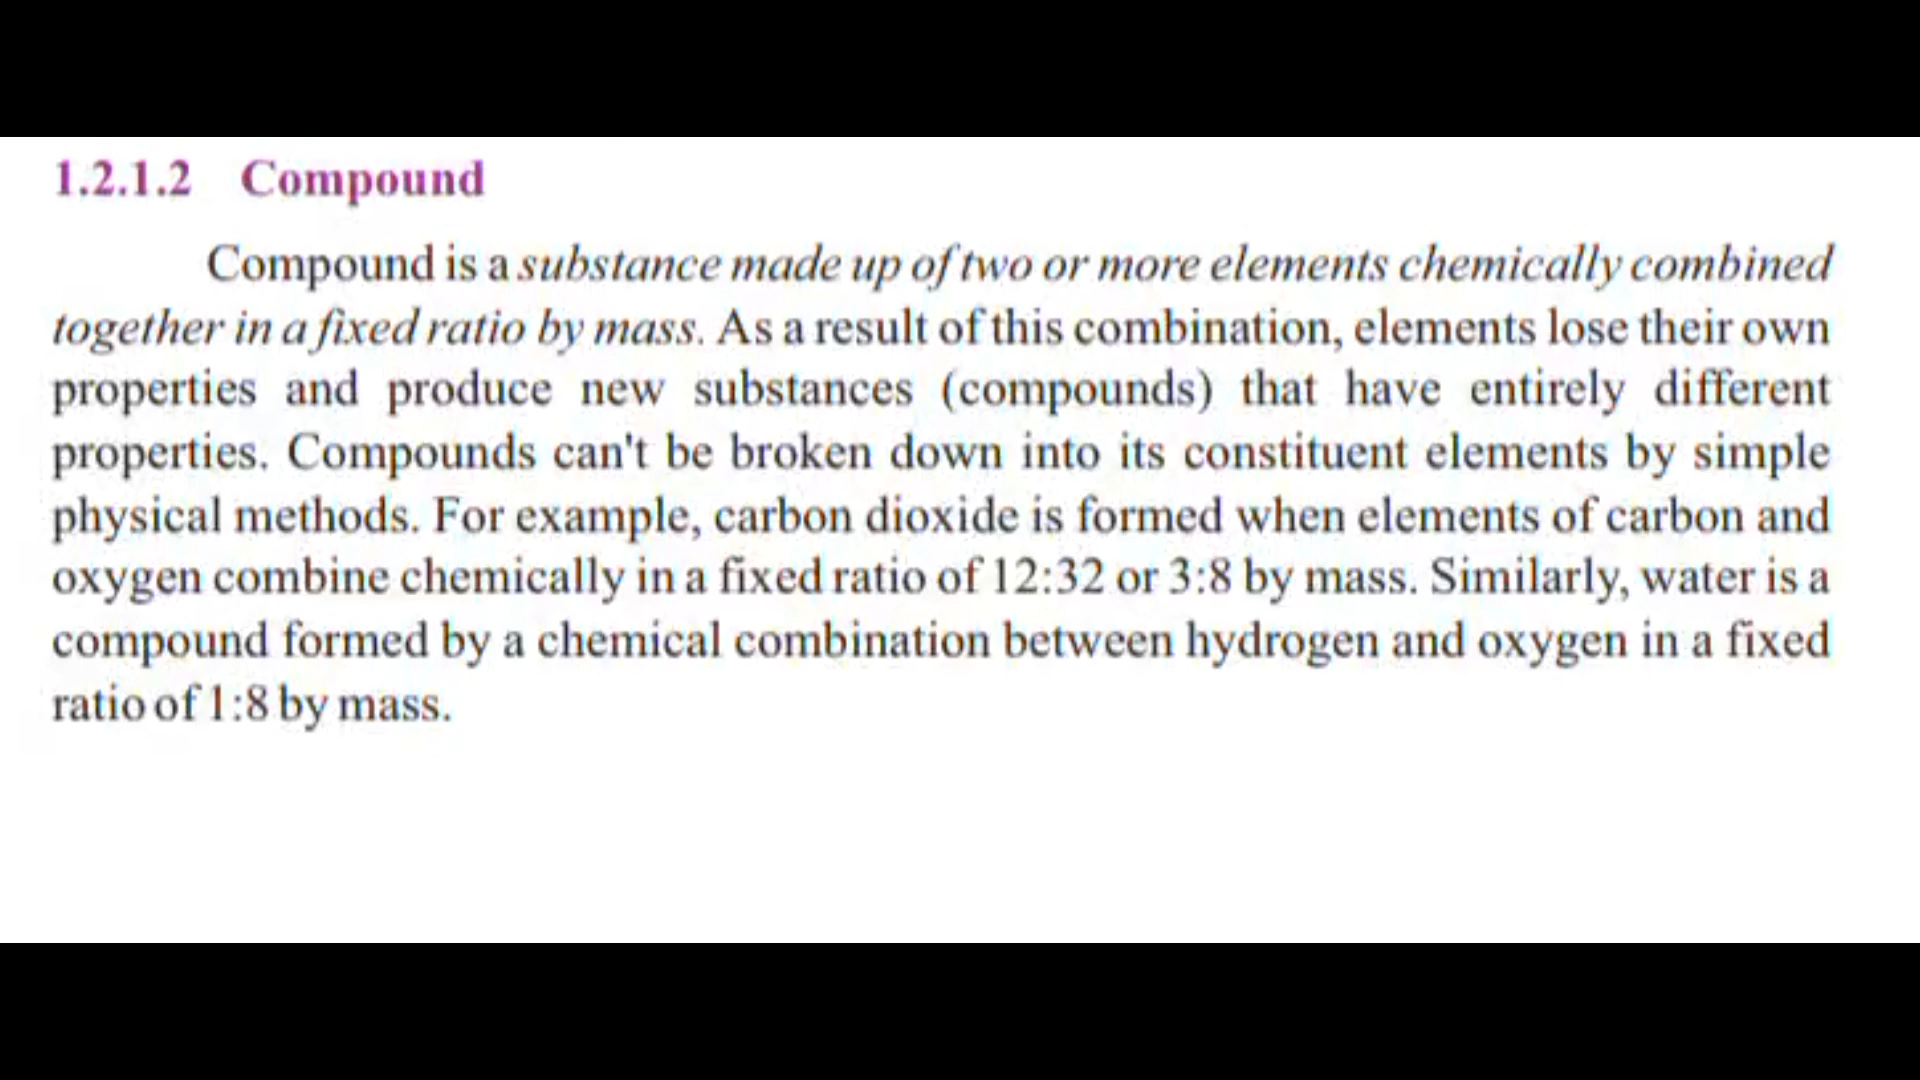 1.2.1.2 Compound
Compound is a substance made up of two or more elements chemically combined
together in a fixed ratio by mass. As a result of this combination, elements lose their own
properties and produce new substances (compounds) that have entirely different
properties. Compounds can't be broken down into its constituent elements by simple
physical methods. For example, carbon dioxide is formed when elements of carbon and
oxygen combine chemically in a fixed ratio of 12:32 or 3:8 by mass. Similarly, water is a
compound formed by a chemical combination between hydrogen and oxygen in a fixed
ratio of 1:8 by mass.